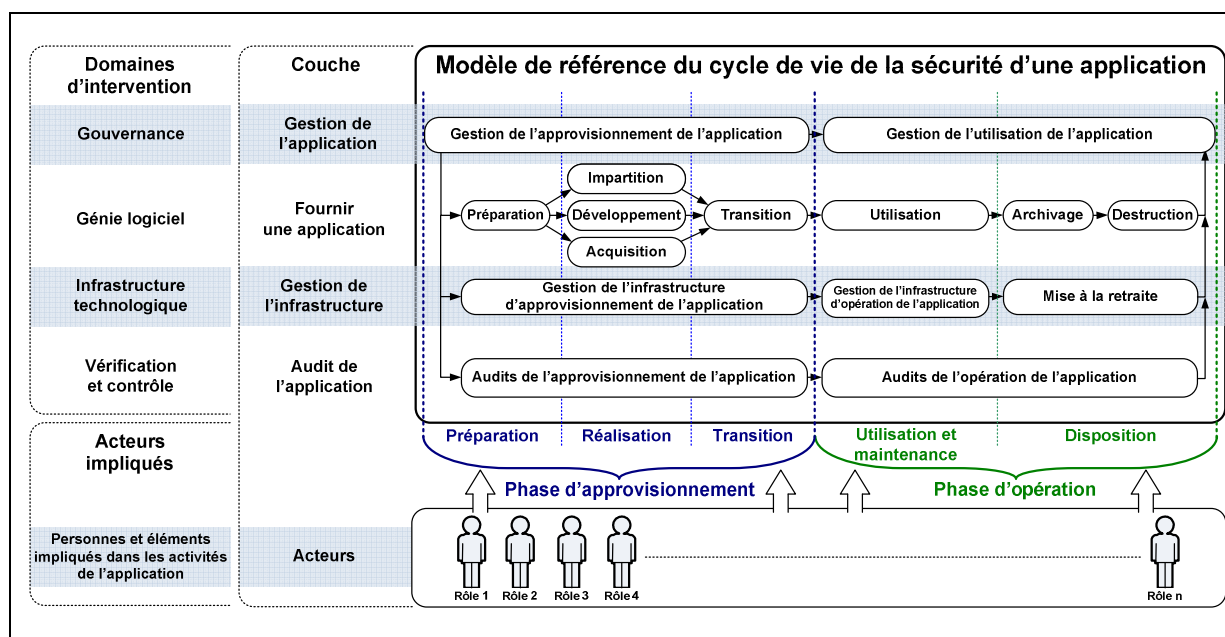 Domaines
d'intervention
Couche
Modèle de référence du cycle de vie de la sécurité d'une application
Gouvernance
Gestion de
l'application
Gestion de l'approvisionnement de l'application
Gestion de l'utilisation de l'application
Génie logiciel
Fournir
une application
Préparation
Impartition
Développement
Acquisition
Transition
Utilisation
Archivage
Destruction
Infrastructure
technologique
Gestion de
l'infrastructure
Gestion de l'infrastructure
d'approvisionnement de l'application
Gestion de l'infrastructure
d'opération de l'application
Mise à la retraite
Vérification
et contrôle
Audit de
l'application
Audits de l'approvisionnement de l'application
Audits de l'opération de l'application
Préparation
Réalisation
Transition
Utilisation et
maintenance
Disposition
Phase d'approvisionnement
Phase d'opération
Acteurs
impliqués
Personnes et éléments
impliqués dans les activités
de l'application
Acteurs
Rôle 1
Rôle 2
Rôle 3
Rôle 4
Rôle n